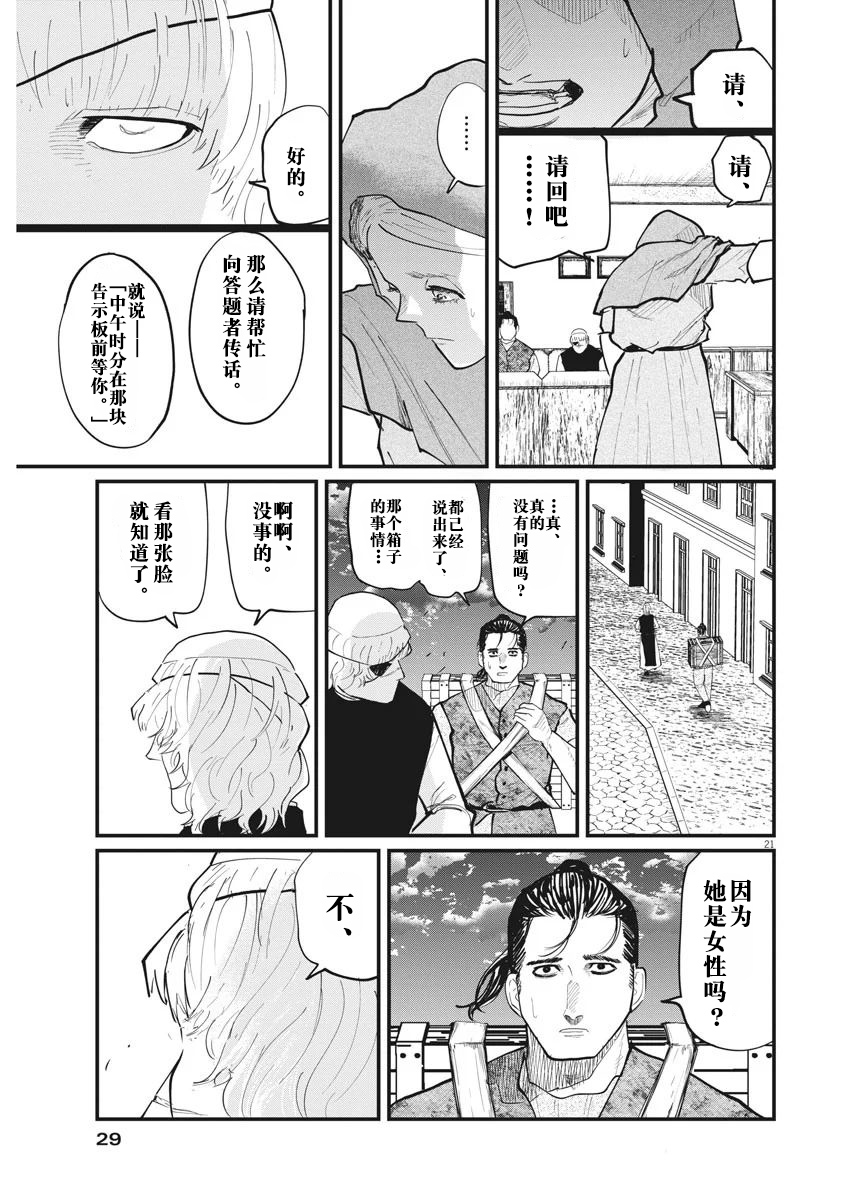 请、
请、
请回吧
……！
……
好的。
那么请帮忙
向答题者传话。
就说——
「中午时分在那块
告示板前等你。」
…真、
真的
没有问题吗？
都已经
说出来了、
那个箱子
的事情…
啊啊、
没事的。
看那张脸
就知道了。
21
因为
她是女性吗？
不、
29